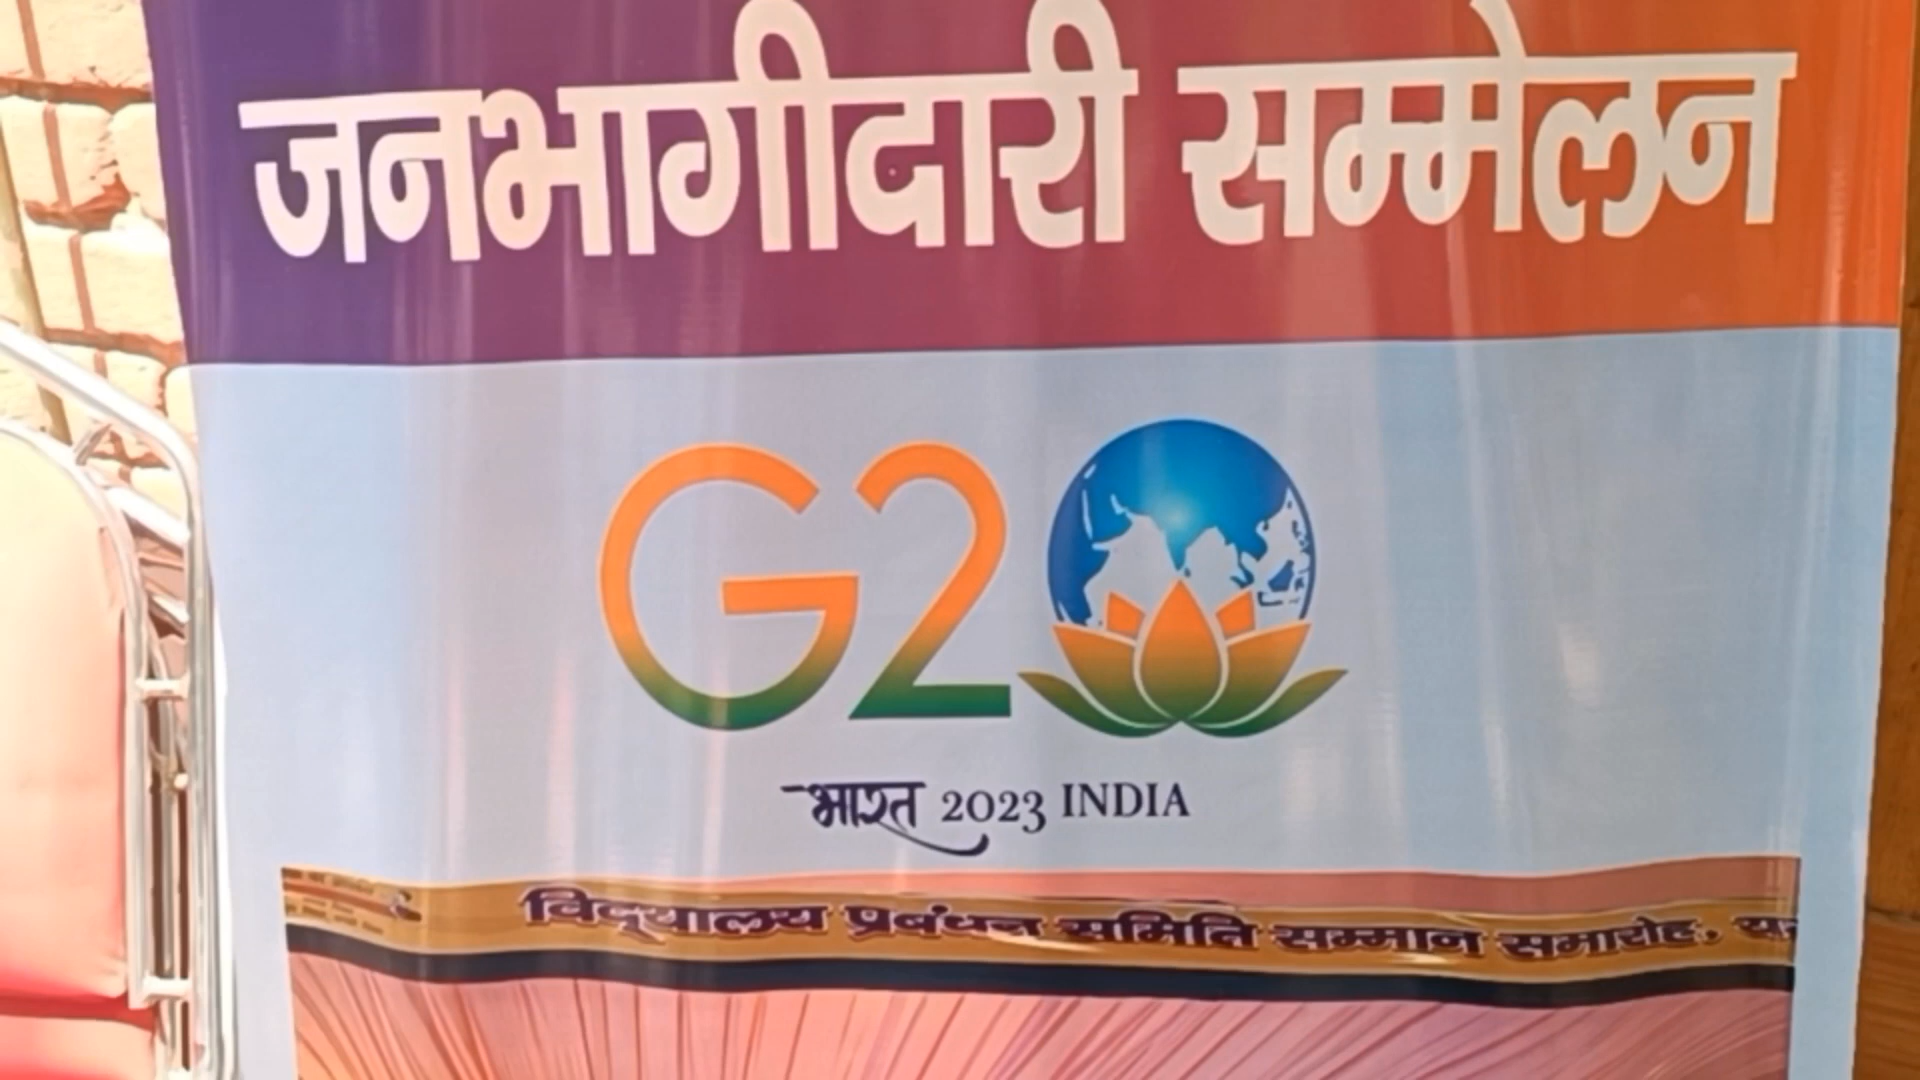 जनभागीदारी सम्मेलन
G20
भारत 2023 INDIA
विद्यालय प्रबंधन समिति सम्मान समारोह,